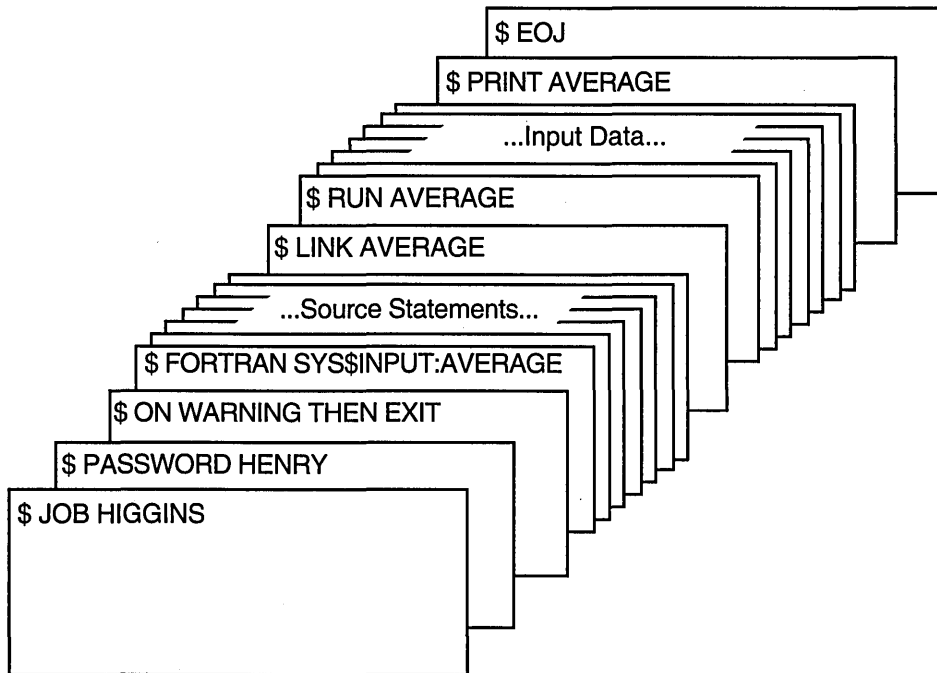 $ EOJ
$ PRINT AVERAGE
...Input Data...
$ RUN AVERAGE
$ LINK AVERAGE
...Source Statements...
$ FORTRAN SYS$INPUT:AVERAGE
$ ON WARNING THEN EXIT
$ PASSWORD HENRY
$ JOB HIGGINS